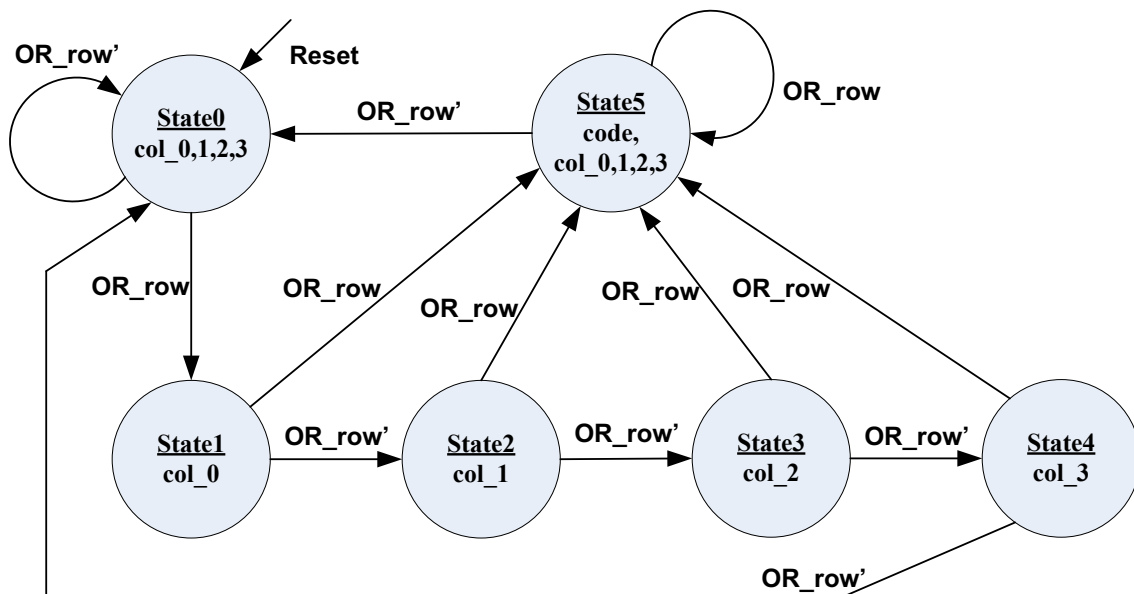 OR_row’
Reset
State0
col_0,1,2,3
OR_row’
State5
code,
col_0,1,2,3
OR_row
OR_row
OR_row
OR_row
OR_row
OR_row
State1
col_0
OR_row’
State2
col_1
OR_row’
State3
col_2
OR_row’
State4
col_3
OR_row’